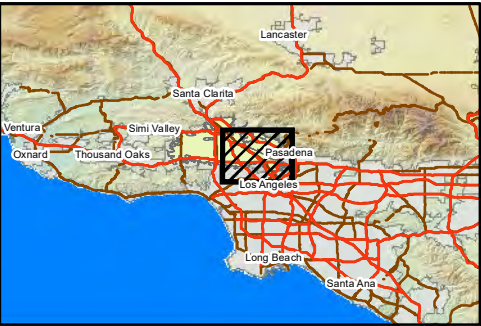 Lancaster
Santa Clarita
Ventura
Simi Valley
Oxnard
Thousand Oaks
Pasadena
Los Angeles
Long Beach
Santa Ana